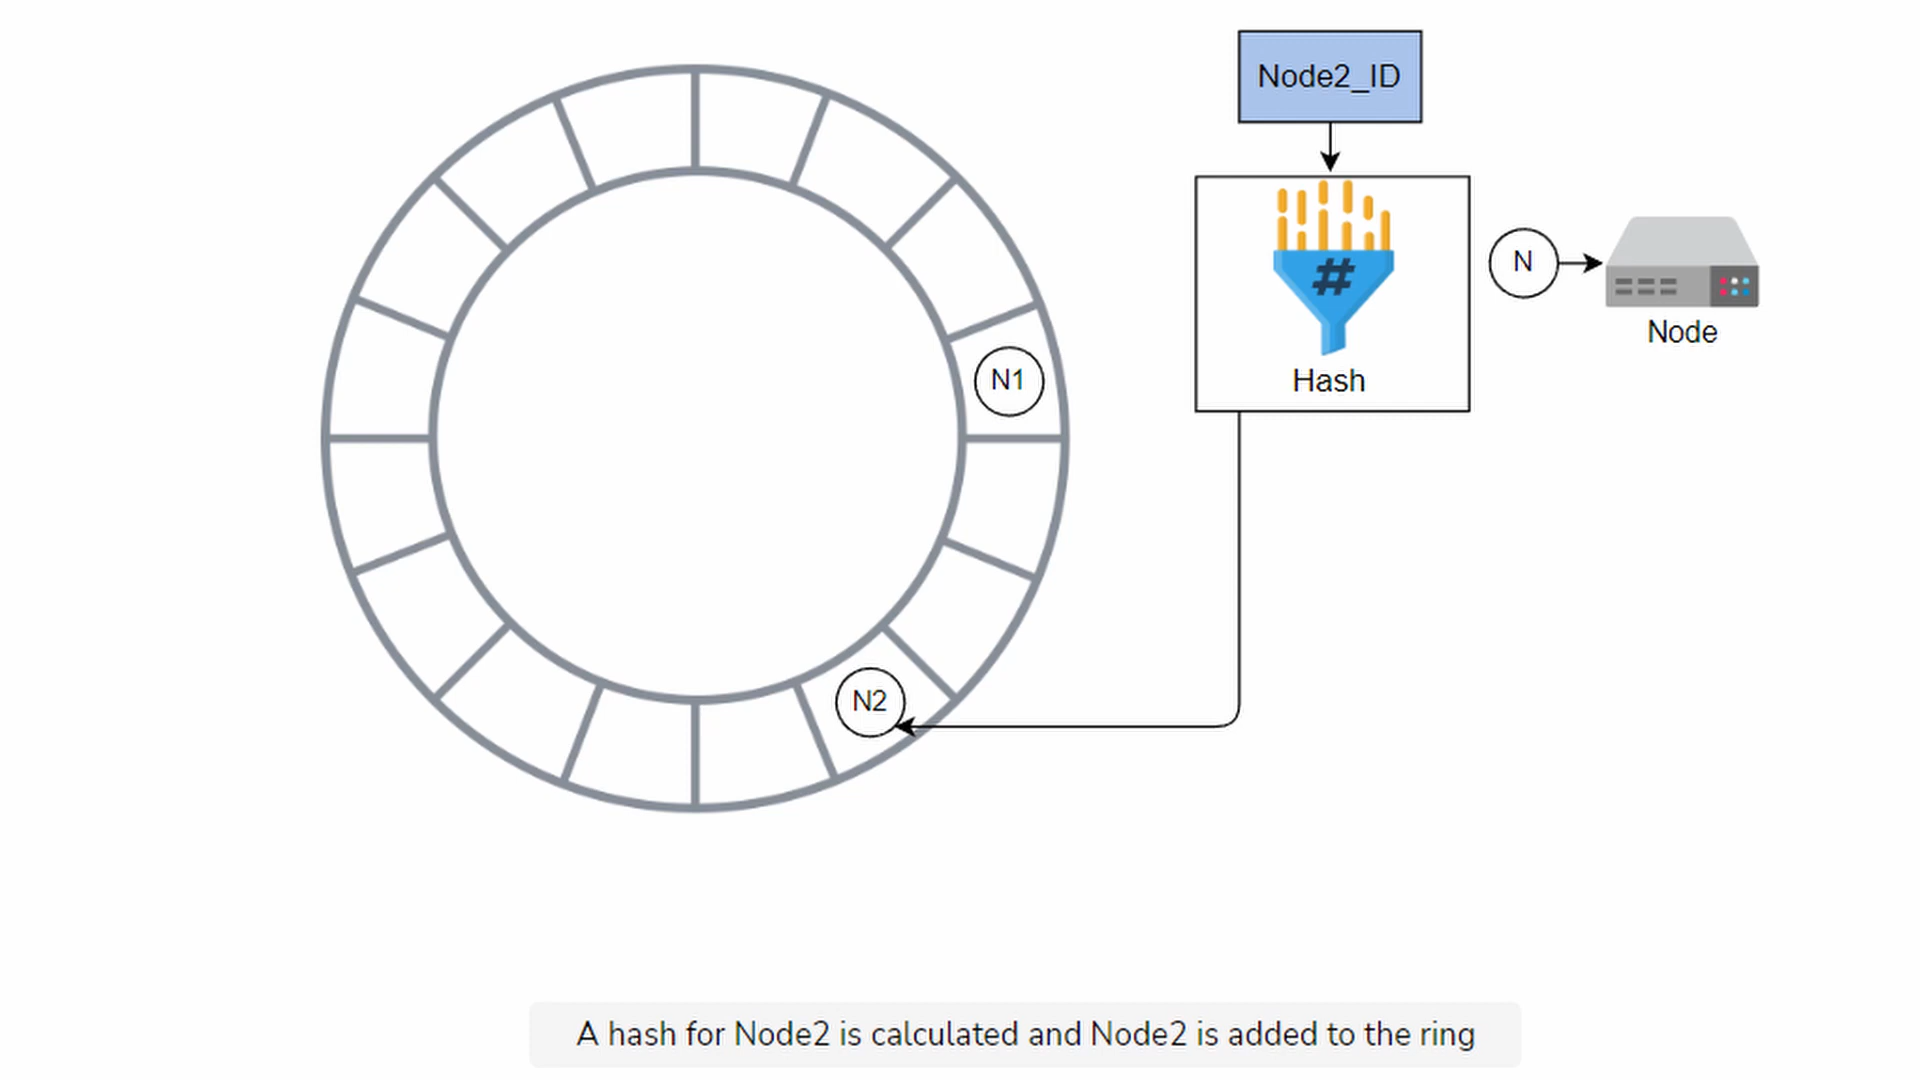 Node2_ID
#
Hash
N
Node
N1
N2
A hash for Node2 is calculated and Node2 is added to the ring